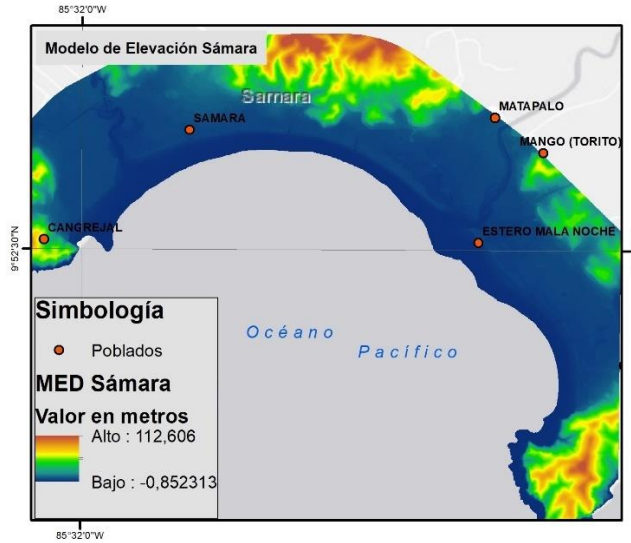 85°32'0"W
Modelo de Elevación Sámara
Samara
MATAPALO
SAMARA
MANGO (TORITO)
CANGREJAL
ESTERO MALA NOCHE
9°52'30"N
Simbología
Poblados
MED Sámara
Valor en metros
Alto : 112,606
Bajo : -0,852313
Océano
Pacífico
85°32'0"W